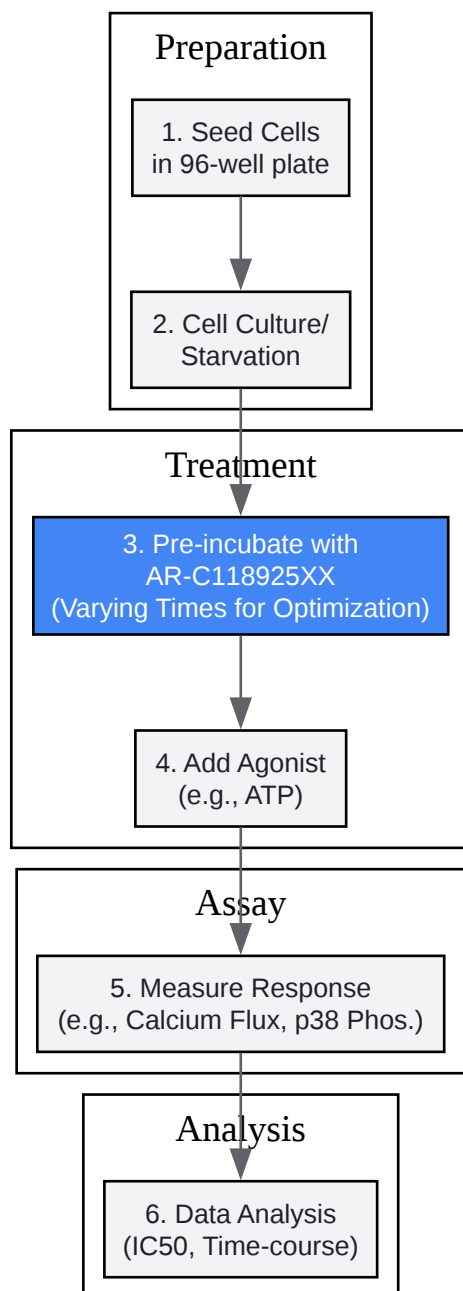 Preparation
1. Seed Cells
in 96-well plate
2. Cell Culture/
Starvation
Treatment
3. Pre-incubate with
AR-C118925XX
(Varying Times for Optimization)
4. Add Agonist
(e.g., ATP)
Assay
5. Measure Response
(e.g., Calcium Flux, p38 Phos.)
Analysis
6. Data Analysis
(IC50, Time-course)